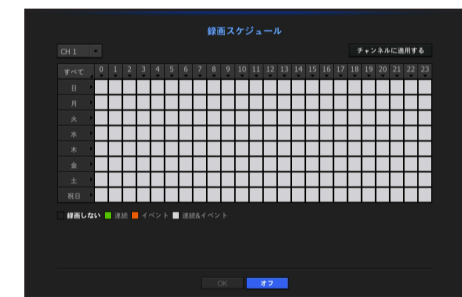 録画スケジュール
CH 1 チャンネルに適用する
すべて 0 1 2 3 4 5 6 7 8 9 10 11 12 13 14 15 16 17 18 19 20 21 22 23
日
月
火
水
木
金
土
祝日
録画しない 連続 イベント 連続&イベント
OK オフ